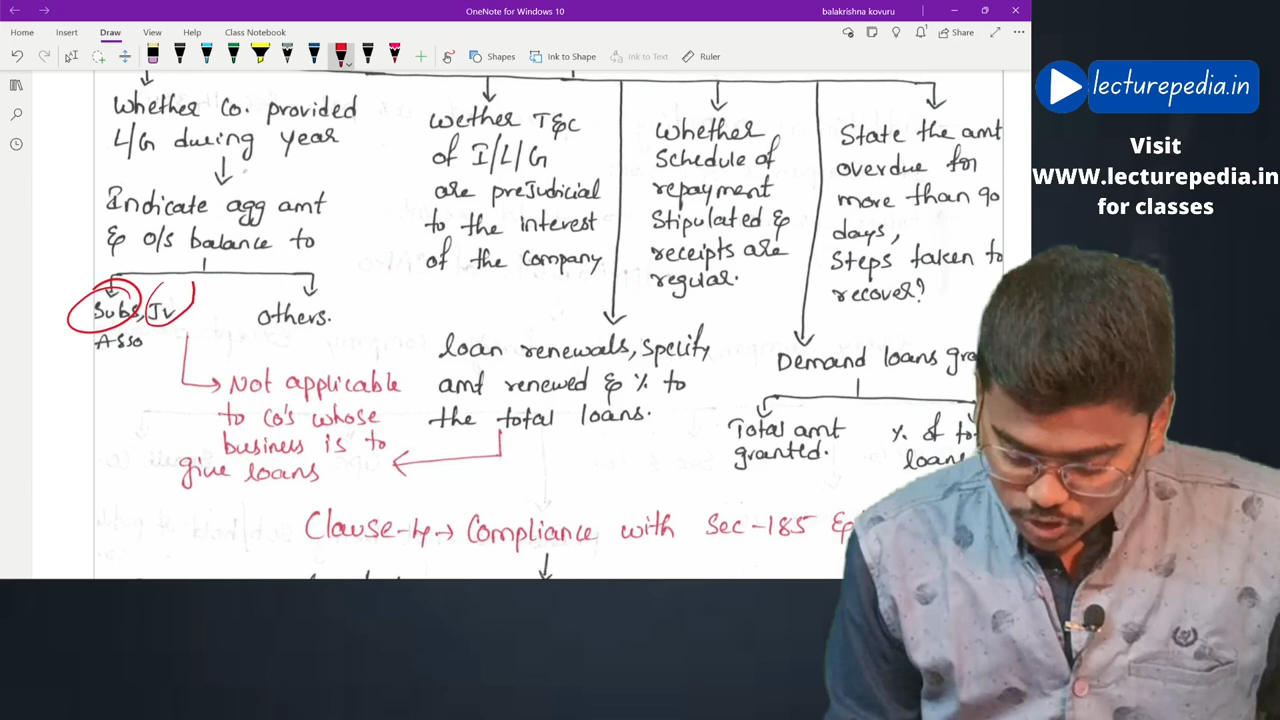 OneNote for Windows 10
balakrishna kovuru
Home
Insert
Draw
View
Help
Class Notebook
Share
Shapes
Ink to Shape
Ink to Text
Ruler
Whether Co. provided
L/G during year
Indicate agg amt
& o/s balance to
Subs, JV
Asso
others.
Not applicable
to co's whose
business is to
give loans
Wether T&C
of I/L/G
are prejudicial
to the interest
of the company
loan renewals, specify
amt renewed & % to
the total loans.
Whether
Schedule of
repayment
Stipulated &
receipts are
regular.
State the amt
overdue for
more than 90
days,
Steps taken to
recover?
Demand loans
Total amt
granted.
% of
loans
Clause-iv → Compliance with Sec-185 &
lecturepedia.in
Visit
www.lecturepedia.in
for classes